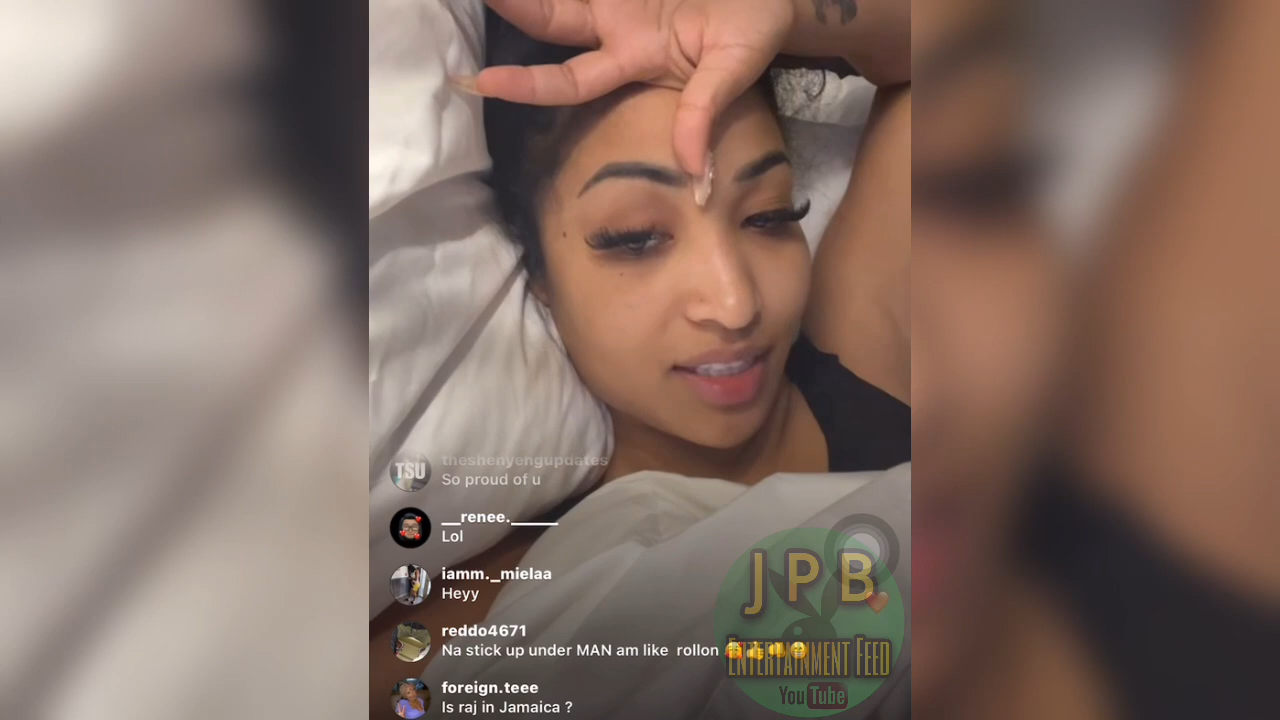 TSU
theshenyengupdates
So proud of u
__renee.______
Lol
iamm._mielaa
Heyy
reddo4671
Na stick up under MAN am like rollon
foreign.teee
Is raj in Jamaica ?
JPB
ENTERTAINMENT FEED
YouTube